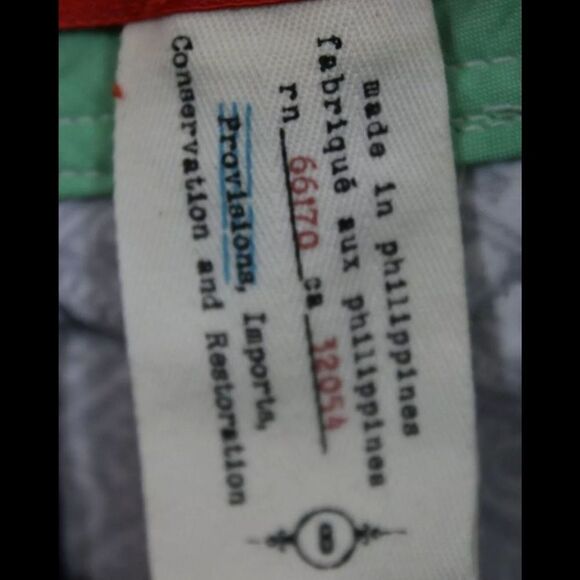 made in philippines
fabriqué aux philippines
rn 66170 ca 32054
Provisions, Imports,
Conservation and Restoration